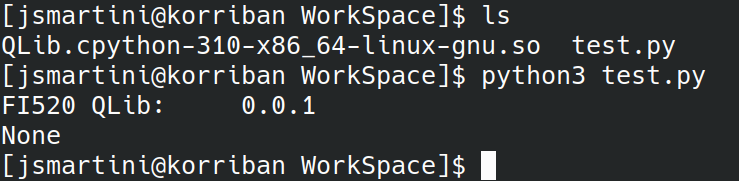 [jsmartini@korriban WorkSpace]$ ls
QLib.cpython-310-x86_64-linux-gnu.so  test.py
[jsmartini@korriban WorkSpace]$ python3 test.py
FI520 QLib:     0.0.1
None
[jsmartini@korriban WorkSpace]$